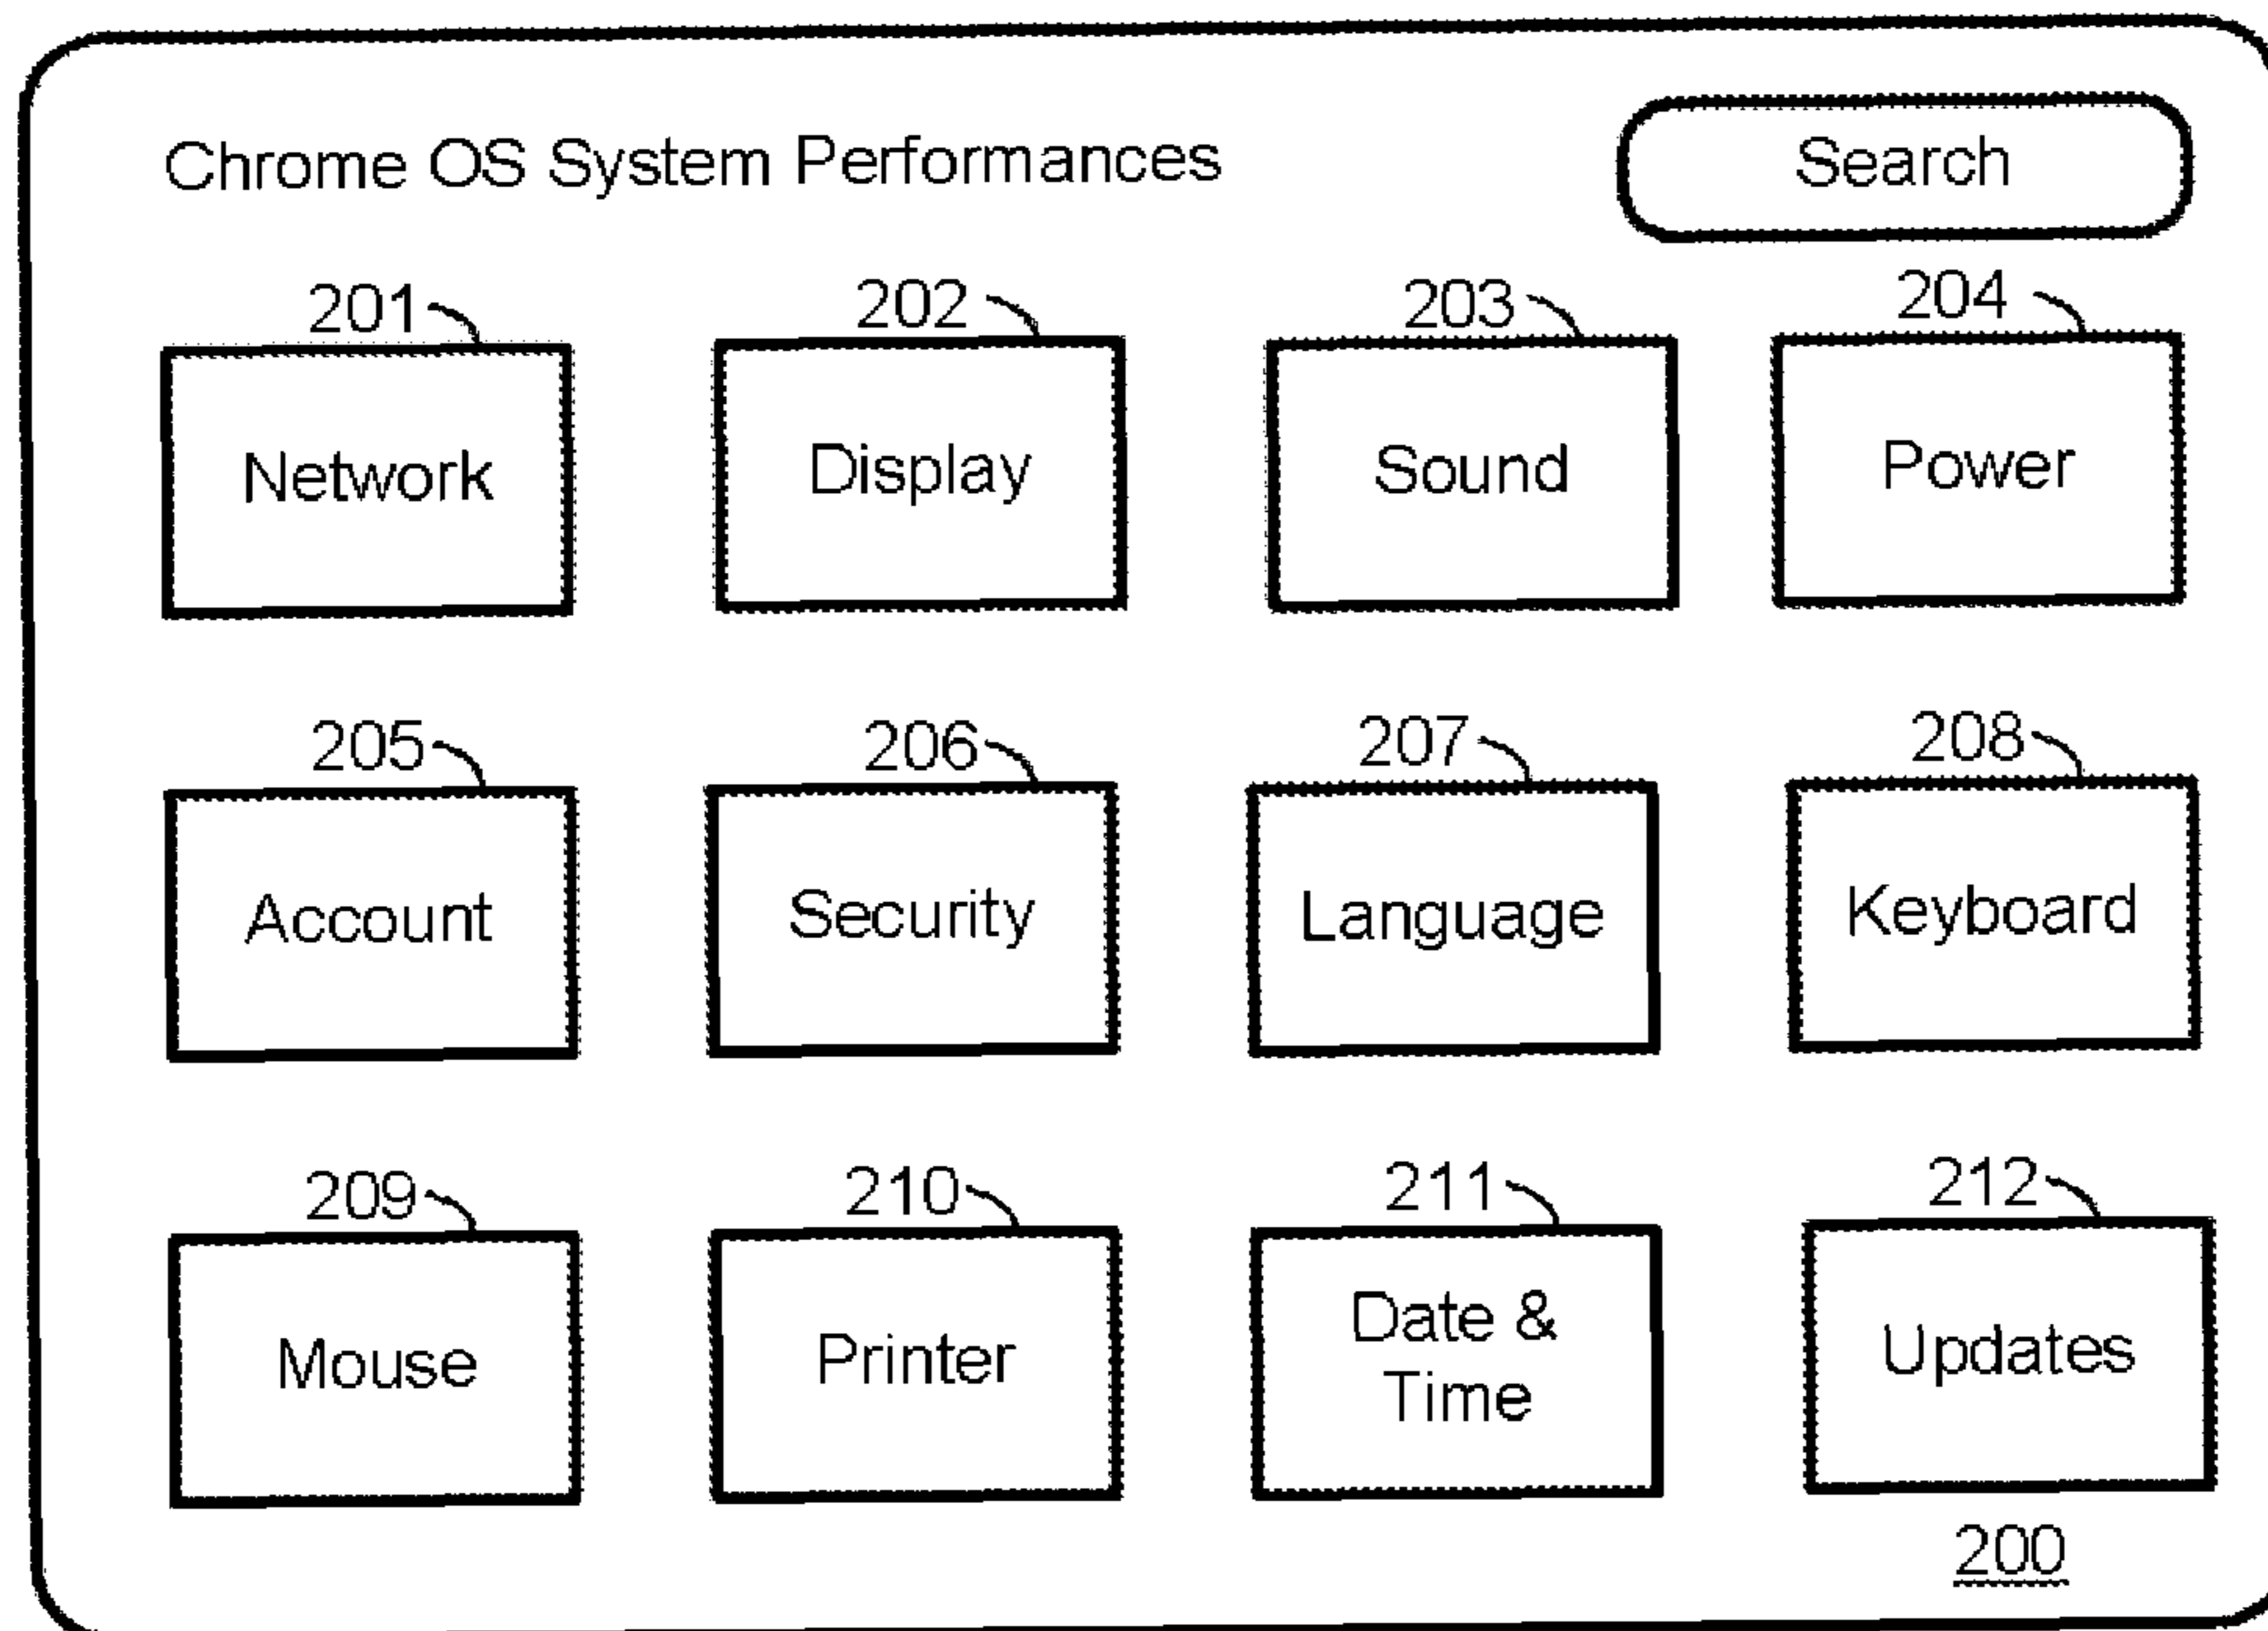 Chrome OS System Performances
Search
201
202
203
204
Network
Display
Sound
Power
205
206
207
208
Account
Security
Language
Keyboard
209
210
211
212
Mouse
Printer
Date &
Time
Updates
200